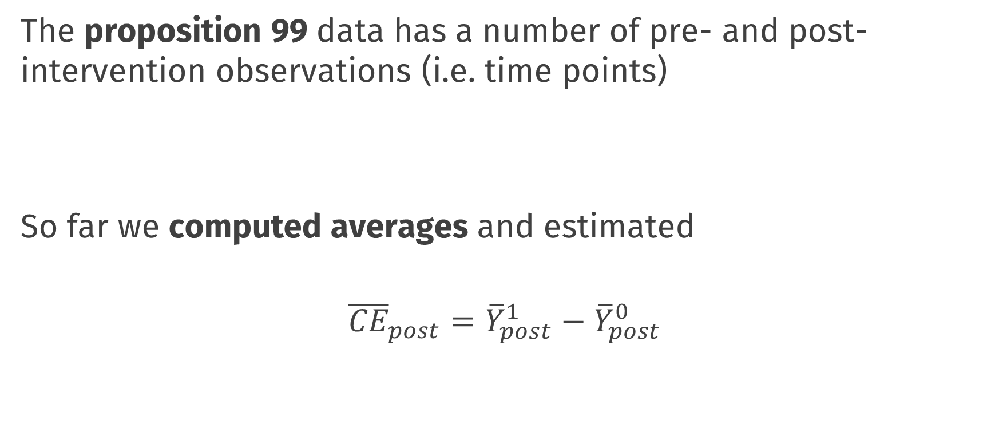 The proposition 99 data has a number of pre- and post-
intervention observations (i.e. time points)
So far we computed averages and estimated
$\overline{CE}_{post} = \bar{Y}^1_{post} - \bar{Y}^0_{post}$